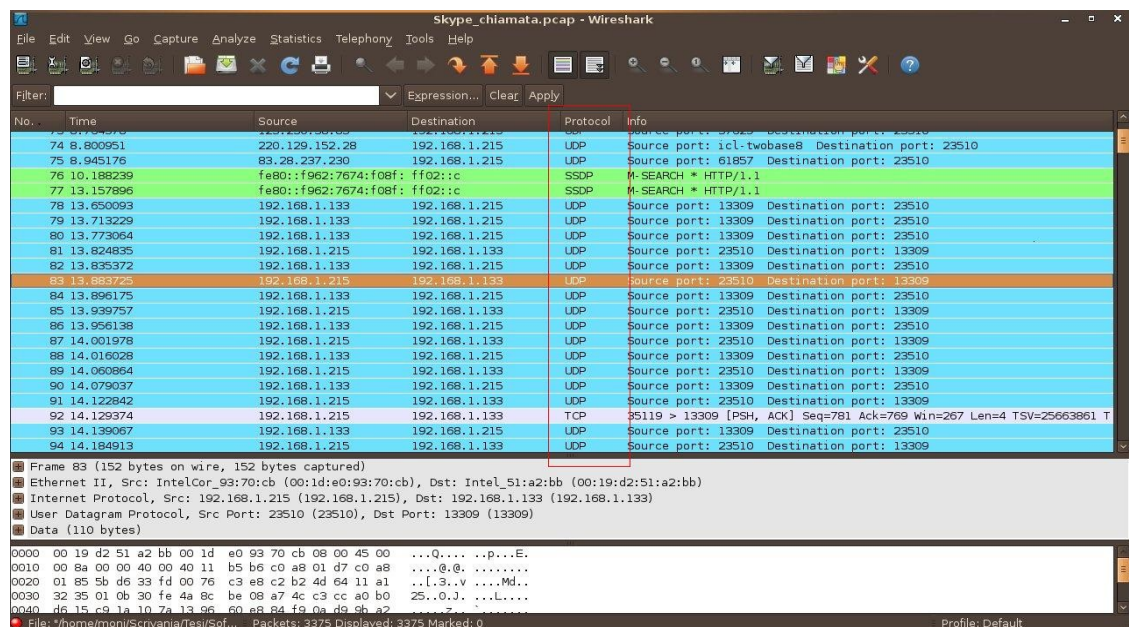 Skype_chiamata.pcap - Wireshark
File Edit View Go Capture Analyze Statistics Telephony Tools Help
Filter: Expression... Clear Apply
No. . Time Source Destination Protocol Info
74 8.800951 220.129.152.28 192.168.1.215 UDP Source port: icl-twobase8 Destination port: 23510
75 8.945176 83.28.237.230 192.168.1.215 UDP Source port: 61857 Destination port: 23510
76 10.188239 fe80::f962:7674:f08f: ff02::c SSDP M-SEARCH * HTTP/1.1
77 13.157896 fe80::f962:7674:f08f: ff02::c SSDP M-SEARCH * HTTP/1.1
78 13.650093 192.168.1.133 192.168.1.215 UDP Source port: 13309 Destination port: 23510
79 13.713229 192.168.1.133 192.168.1.215 UDP Source port: 13309 Destination port: 23510
80 13.773064 192.168.1.133 192.168.1.215 UDP Source port: 13309 Destination port: 23510
81 13.824835 192.168.1.215 192.168.1.133 UDP Source port: 23510 Destination port: 13309
82 13.835372 192.168.1.133 192.168.1.215 UDP Source port: 13309 Destination port: 23510
83 13.883725 192.168.1.215 192.168.1.133 UDP Source port: 23510 Destination port: 13309
84 13.896175 192.168.1.133 192.168.1.215 UDP Source port: 13309 Destination port: 23510
85 13.939757 192.168.1.215 192.168.1.133 UDP Source port: 23510 Destination port: 13309
86 13.956138 192.168.1.133 192.168.1.215 UDP Source port: 13309 Destination port: 23510
87 14.001978 192.168.1.215 192.168.1.133 UDP Source port: 23510 Destination port: 13309
88 14.016028 192.168.1.133 192.168.1.215 UDP Source port: 13309 Destination port: 23510
89 14.060864 192.168.1.215 192.168.1.133 UDP Source port: 23510 Destination port: 13309
90 14.079037 192.168.1.133 192.168.1.215 UDP Source port: 13309 Destination port: 23510
91 14.122842 192.168.1.215 192.168.1.133 UDP Source port: 23510 Destination port: 13309
92 14.129374 192.168.1.215 192.168.1.133 TCP 35119 > 13309 [PSH, ACK] Seq=781 Ack=769 Win=267 Len=4 TSV=25663861 T
93 14.139067 192.168.1.133 192.168.1.215 UDP Source port: 13309 Destination port: 23510
94 14.184913 192.168.1.215 192.168.1.133 UDP Source port: 23510 Destination port: 13309
Frame 83 (152 bytes on wire, 152 bytes captured)
Ethernet II, Src: IntelCor_93:70:cb (00:1d:e0:93:70:cb), Dst: Intel_51:a2:bb (00:19:d2:51:a2:bb)
Internet Protocol, Src: 192.168.1.215 (192.168.1.215), Dst: 192.168.1.133 (192.168.1.133)
User Datagram Protocol, Src Port: 23510 (23510), Dst Port: 13309 (13309)
Data (110 bytes)
0000 00 19 d2 51 a2 bb 00 1d e0 93 70 cb 08 00 45 00 ...Q.... ..p...E.
0010 00 8a 00 00 40 00 40 11 b5 b6 c0 a8 01 d7 c0 a8 ....@.@. ........
0020 01 85 5b d6 33 fd 00 76 c3 e8 c2 b2 4d 64 11 a1 ..[.3..v ....Md..
0030 32 35 01 0b 30 fe 4a 8c be 08 a7 4c c3 cc a0 b0 25..0.J. ...L....
0040 d6 15 c9 1a 10 7a 13 96 60 e8 84 f9 0a d9 9b a2 .....z.. `.......
File: "/home/moni/Scrivania/Tesi/Sof... Packets: 3375 Displayed: 3375 Marked: 0 Profile: Default